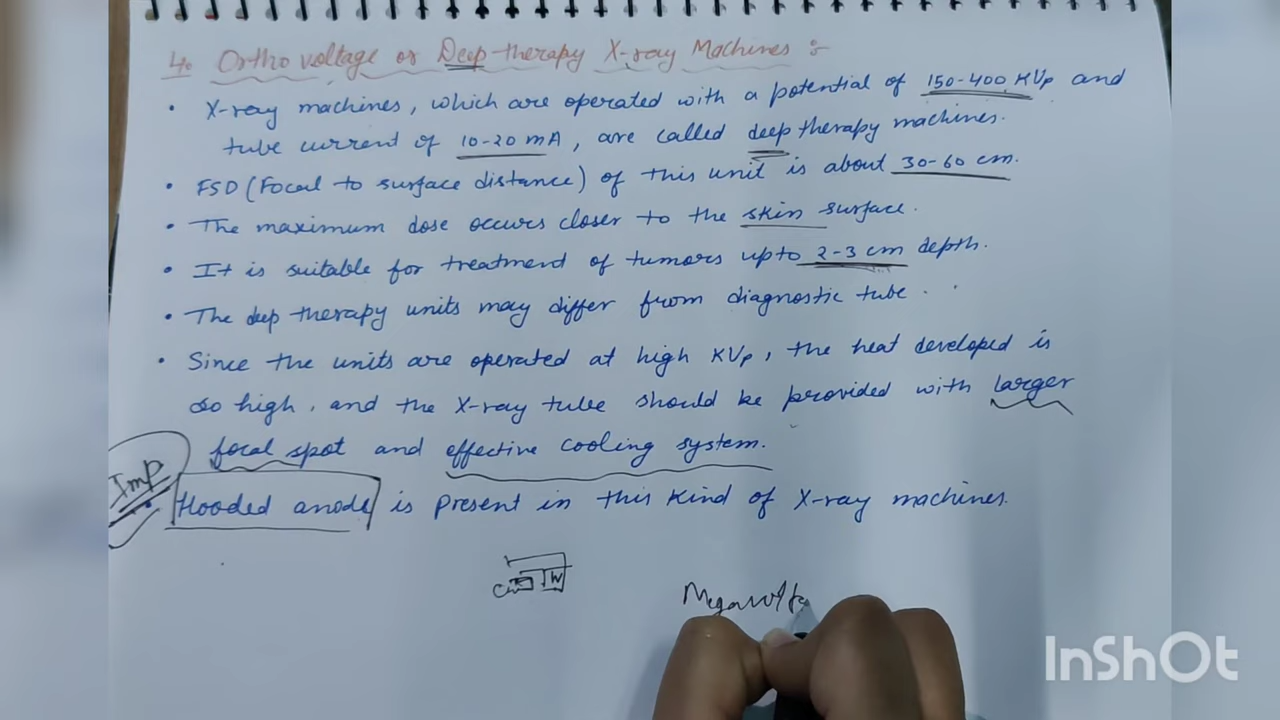 4. Ortho voltage or Deep therapy X-ray Machines :-
• X-ray machines, which are operated with a potential of 150-400 KVp and
tube current of 10-20 mA, are called deep therapy machines.
• FSD (Focal to surface distance) of this unit is about 30-60 cm.
• The maximum dose occurs closer to the skin surface.
• It is suitable for treatment of tumors upto 2-3 cm depth.
• The deep therapy units may differ from diagnostic tube.
• Since the units are operated at high KVp, the heat developed is
so high, and the X-ray tube should be provided with larger
focal spot and effective cooling system.
Imp
Hooded anode is present in this kind of X-ray machines.
Cu W
Megavolta
InShOt